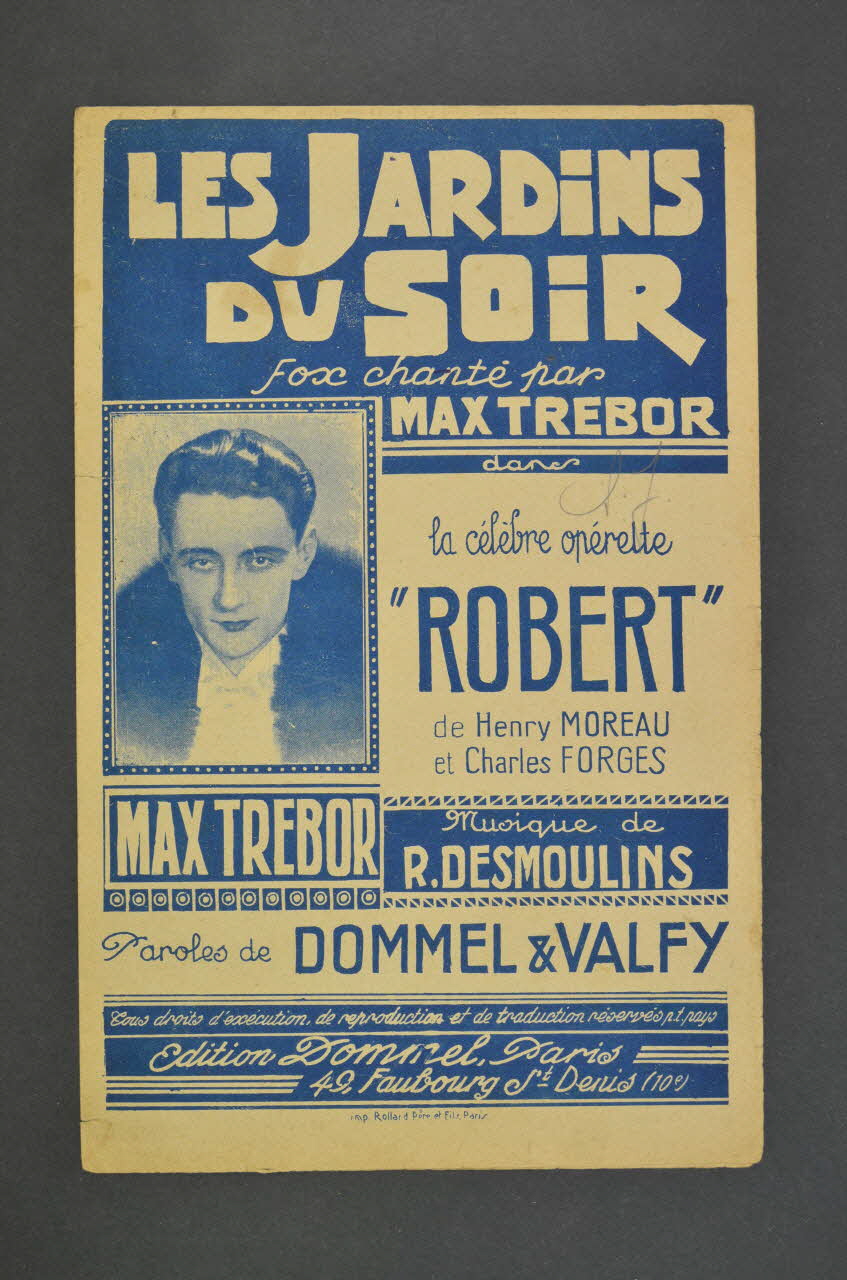 LES JARDINS
DU SOIR
Fox chanté par
MAX TREBOR
dans
la célèbre opérette
"ROBERT"
de Henry MOREAU
et Charles FORGES
MAX TREBOR
Musique de
R. DESMOULINS
Paroles de DOMMEL & VALFY
Tous droits d'exécution, de reproduction et de traduction réservés p.t. pays
Edition Dommel, Paris
49, Faubourg St Denis (10e)
imp. Rollard Père et Fils, Paris